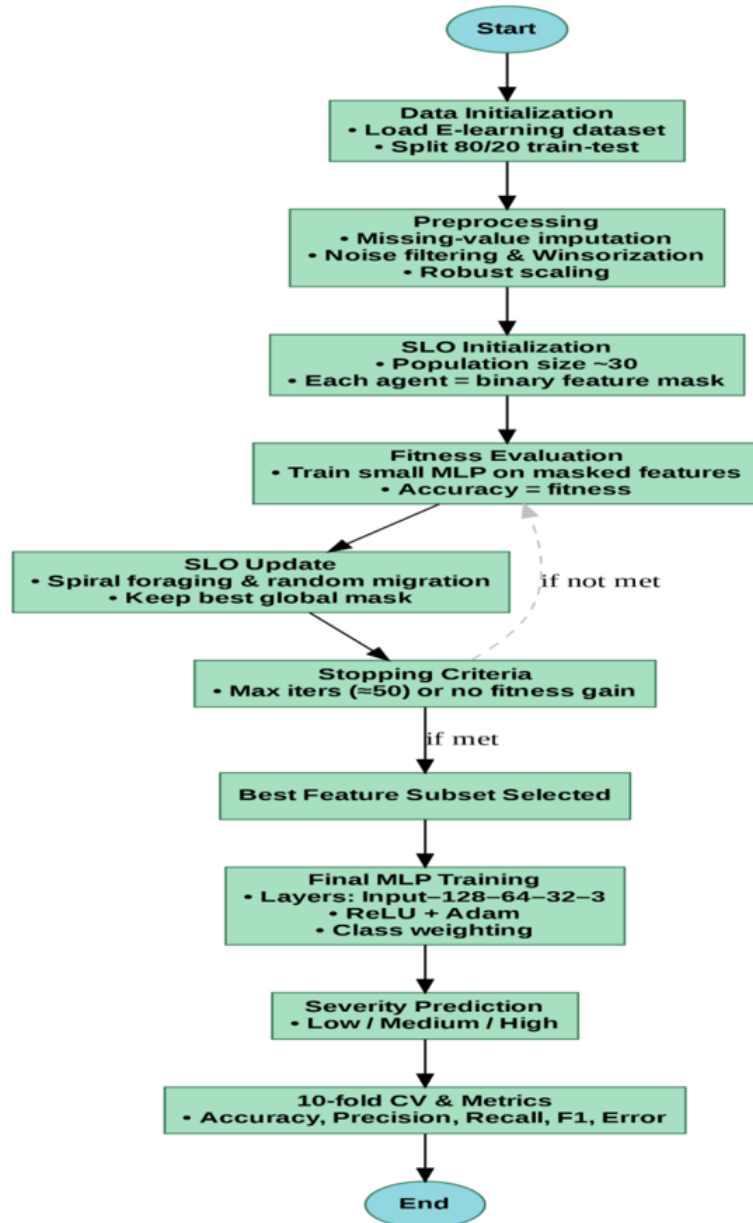 Start
Data Initialization
• Load E-learning dataset
• Split 80/20 train-test
Preprocessing
• Missing-value imputation
• Noise filtering & Winsorization
• Robust scaling
SLO Initialization
• Population size ~30
• Each agent = binary feature mask
Fitness Evaluation
• Train small MLP on masked features
• Accuracy = fitness
SLO Update
• Spiral foraging & random migration
• Keep best global mask
if not met
Stopping Criteria
• Max iters (≈50) or no fitness gain
if met
Best Feature Subset Selected
Final MLP Training
• Layers: Input–128–64–32–3
• ReLU + Adam
• Class weighting
Severity Prediction
• Low / Medium / High
10-fold CV & Metrics
• Accuracy, Precision, Recall, F1, Error
End